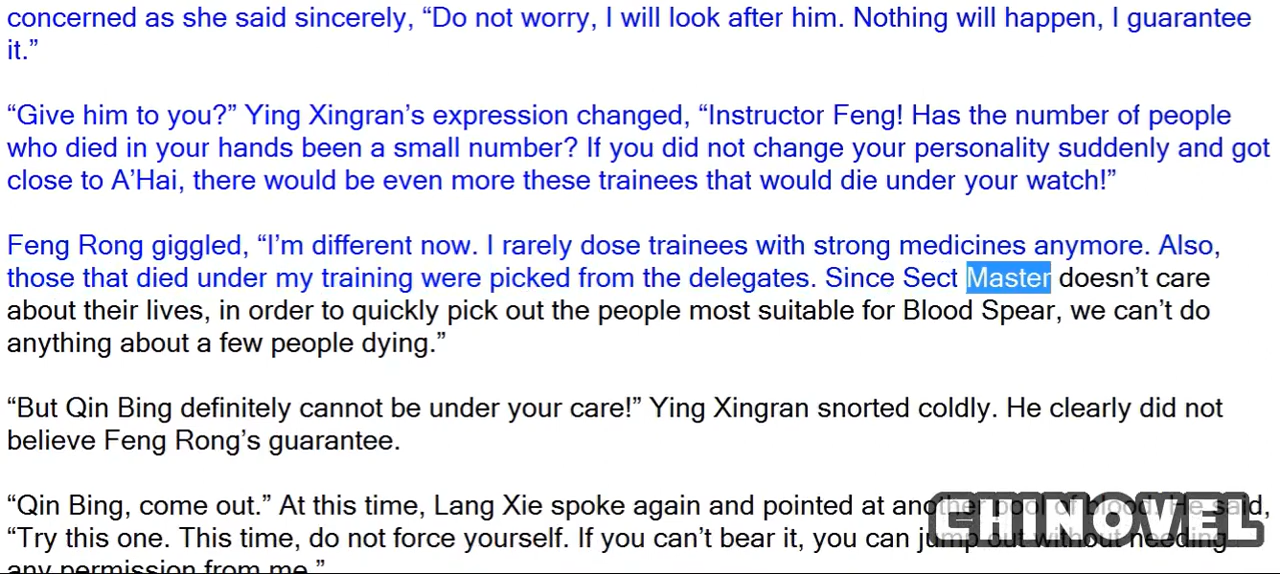 concerned as she said sincerely, “Do not worry, I will look after him. Nothing will happen, I guarantee
it.”
“Give him to you?” Ying Xingran’s expression changed, “Instructor Feng! Has the number of people
who died in your hands been a small number? If you did not change your personality suddenly and got
close to A’Hai, there would be even more these trainees that would die under your watch!”
Feng Rong giggled, “I’m different now. I rarely dose trainees with strong medicines anymore. Also,
those that died under my training were picked from the delegates. Since Sect Master doesn’t care
about their lives, in order to quickly pick out the people most suitable for Blood Spear, we can’t do
anything about a few people dying.”
“But Qin Bing definitely cannot be under your care!” Ying Xingran snorted coldly. He clearly did not
believe Feng Rong’s guarantee.
“Qin Bing, come out.” At this time, Lang Xie spoke again and pointed at another pool of blood. He said,
“Try this one. This time, do not force yourself. If you can’t bear it, you can jump out without needing
any permission from me.”
CHINOVEL